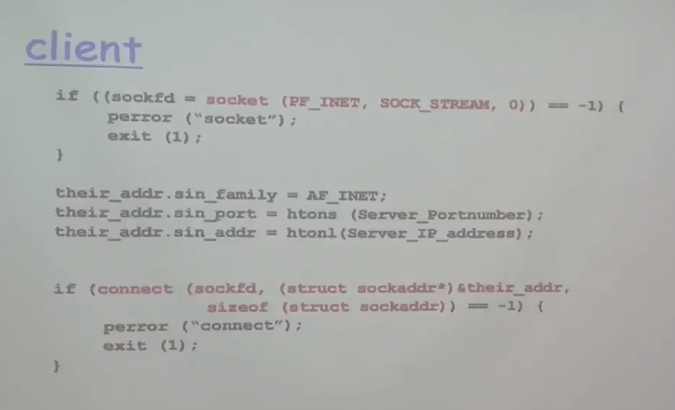 client
if ((sockfd = socket (PF_INET, SOCK_STREAM, 0)) == -1) {
perror ("socket");
exit (1);
}
their_addr.sin_family = AF_INET;
their_addr.sin_port = htons (Server_Portnumber);
their_addr.sin_addr = htonl(Server_IP_address);
if (connect (sockfd, (struct sockaddr*)&their_addr,
sizeof (struct sockaddr)) == -1) {
perror ("connect");
exit (1);
}